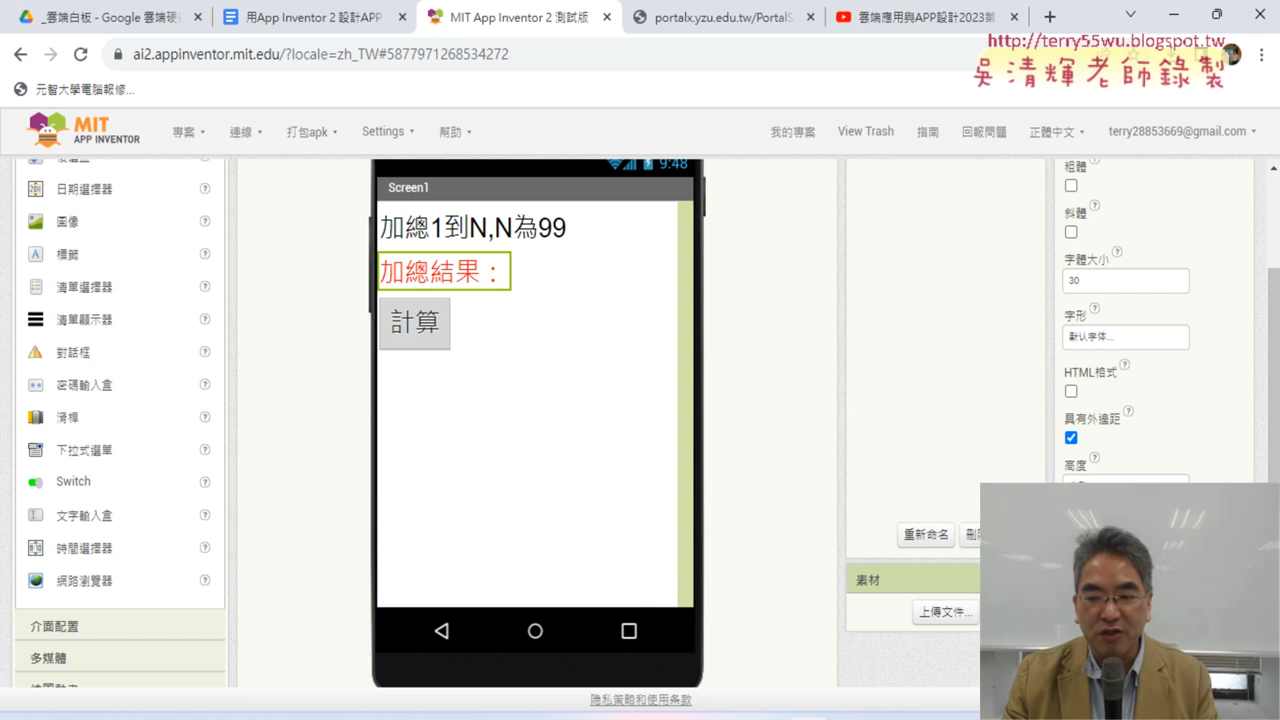 _雲端白板 - Google 雲端硬
用App Inventor 2 設計APP
MIT App Inventor 2 測試版
portalx.yzu.edu.tw/PortalS
雲端應用與APP設計2023第
ai2.appinventor.mit.edu/?locale=zh_TW#5877971268534272
http://terry55wu.blogspot.tw
吳清輝老師錄製
元智大學電腦報修...
MIT
APP INVENTOR
專案
連線
打包apk
Settings
幫助
我的專案
View Trash
指南
回報問題
正體中文
terry28853669@gmail.com
日期選擇器
圖像
標籤
清單選擇器
清單顯示器
對話框
密碼輸入盒
滑桿
下拉式選單
Switch
文字輸入盒
時間選擇器
網路瀏覽器
介面配置
多媒體
9:48
Screen1
加總1到N,N為99
加總結果：
計算
重新命名
素材
上傳文件...
粗體
斜體
字體大小
30
字形
默认字体...
HTML格式
具有外邊距
高度
隐私策略和使用条款